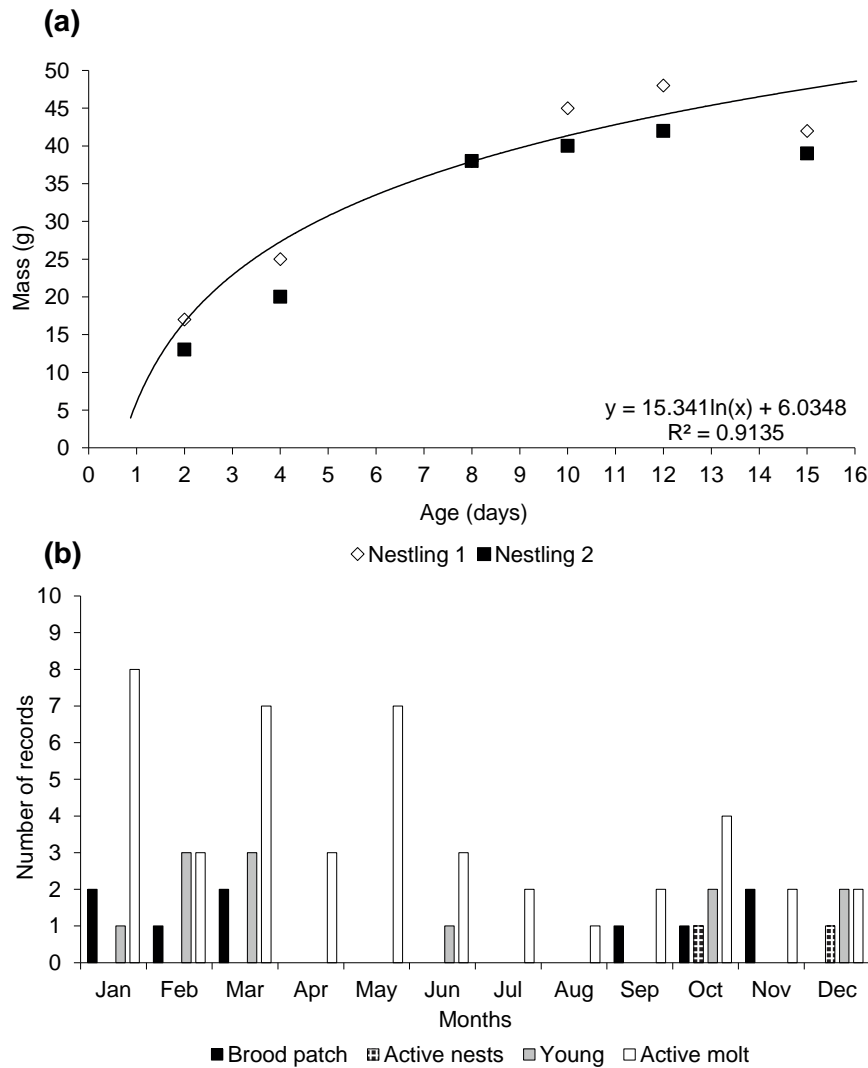 (a)
50
45
40
35
30
25
20
15
10
5
0
Mass (g)
y = 15.341ln(x) + 6.0348
R² = 0.9135
0 1 2 3 4 5 6 7 8 9 10 11 12 13 14 15 16
Age (days)
Nestling 1 Nestling 2
(b)
10
9
8
7
6
5
4
3
2
1
0
Number of records
Jan Feb Mar Apr May Jun Jul Aug Sep Oct Nov Dec
Months
Brood patch Active nests Young Active molt